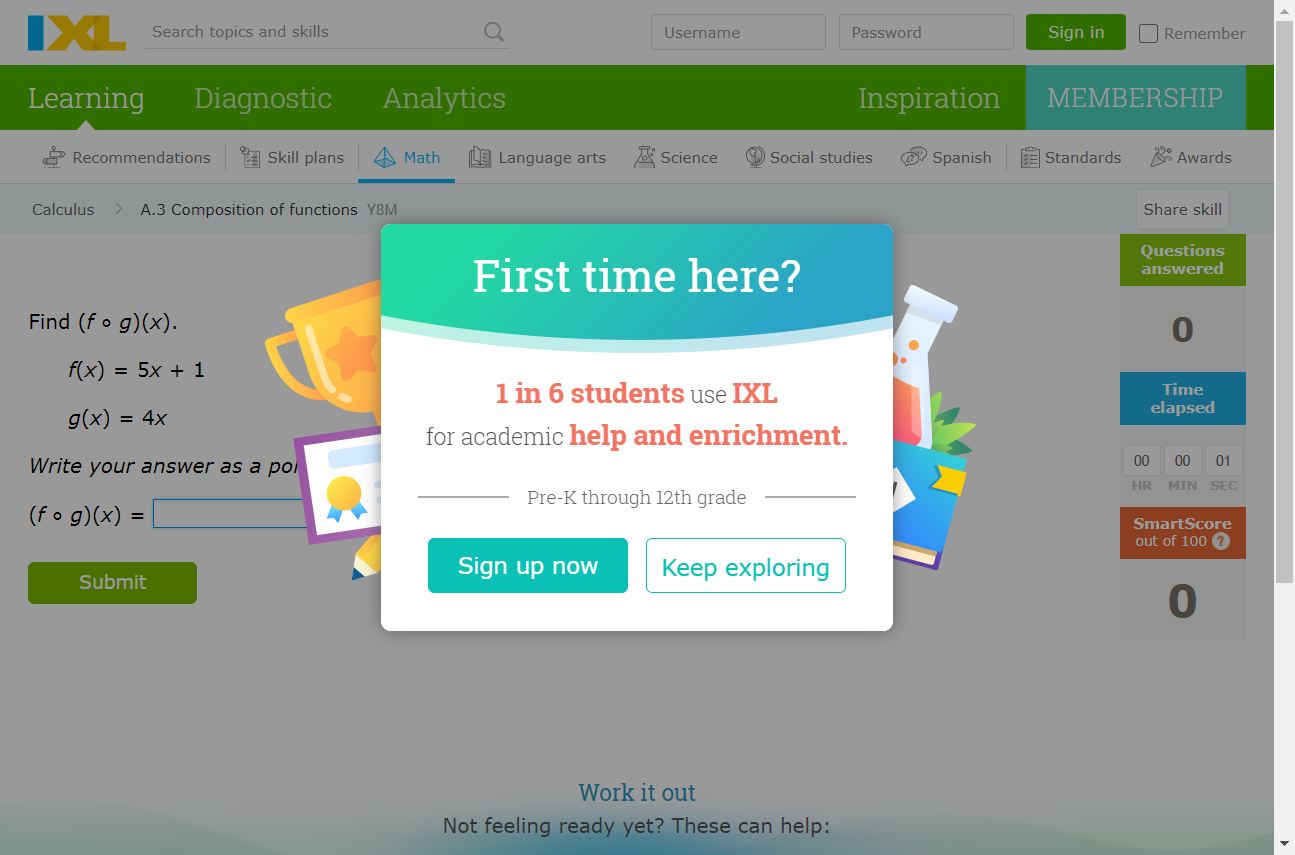 IXL
Search topics and skills
Username
Password
Sign in
Remember
Learning
Diagnostic
Analytics
Inspiration
MEMBERSHIP
Recommendations
Skill plans
Math
Language arts
Science
Social studies
Spanish
Standards
Awards
Calculus
A.3 Composition of functions Y8M
Share skill
Find (f ∘ g)(x).
f(x) = 5x + 1
g(x) = 4x
Write your answer as a
(f ∘ g)(x) =
Submit
First time here?
1 in 6 students use IXL
for academic help and enrichment.
Pre-K through 12th grade
Sign up now
Keep exploring
Questions
answered
0
Time
elapsed
00 00 01
HR MIN SEC
SmartScore
out of 100 ?
0
Work it out
Not feeling ready yet? These can help: